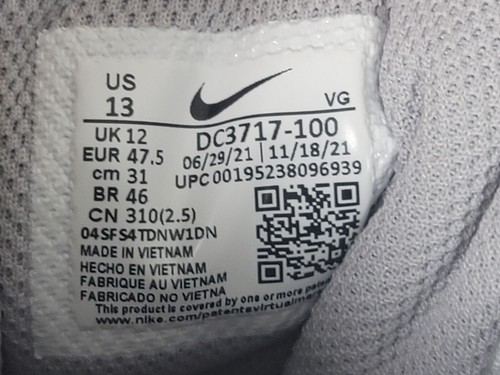 US
13
VG
UK 12
EUR 47.5
cm 31
BR 46
CN 310(2.5)
DC3717-100
06/29/21 | 11/18/21
UPC 00195238096939
04SFS4TDNW1DN
MADE IN VIETNAM
HECHO EN VIETNAM
FABRIQUE AU VIETNAM
FABRICADO NO VIETNA
This product is covered by one or more
www.nike.com/patents